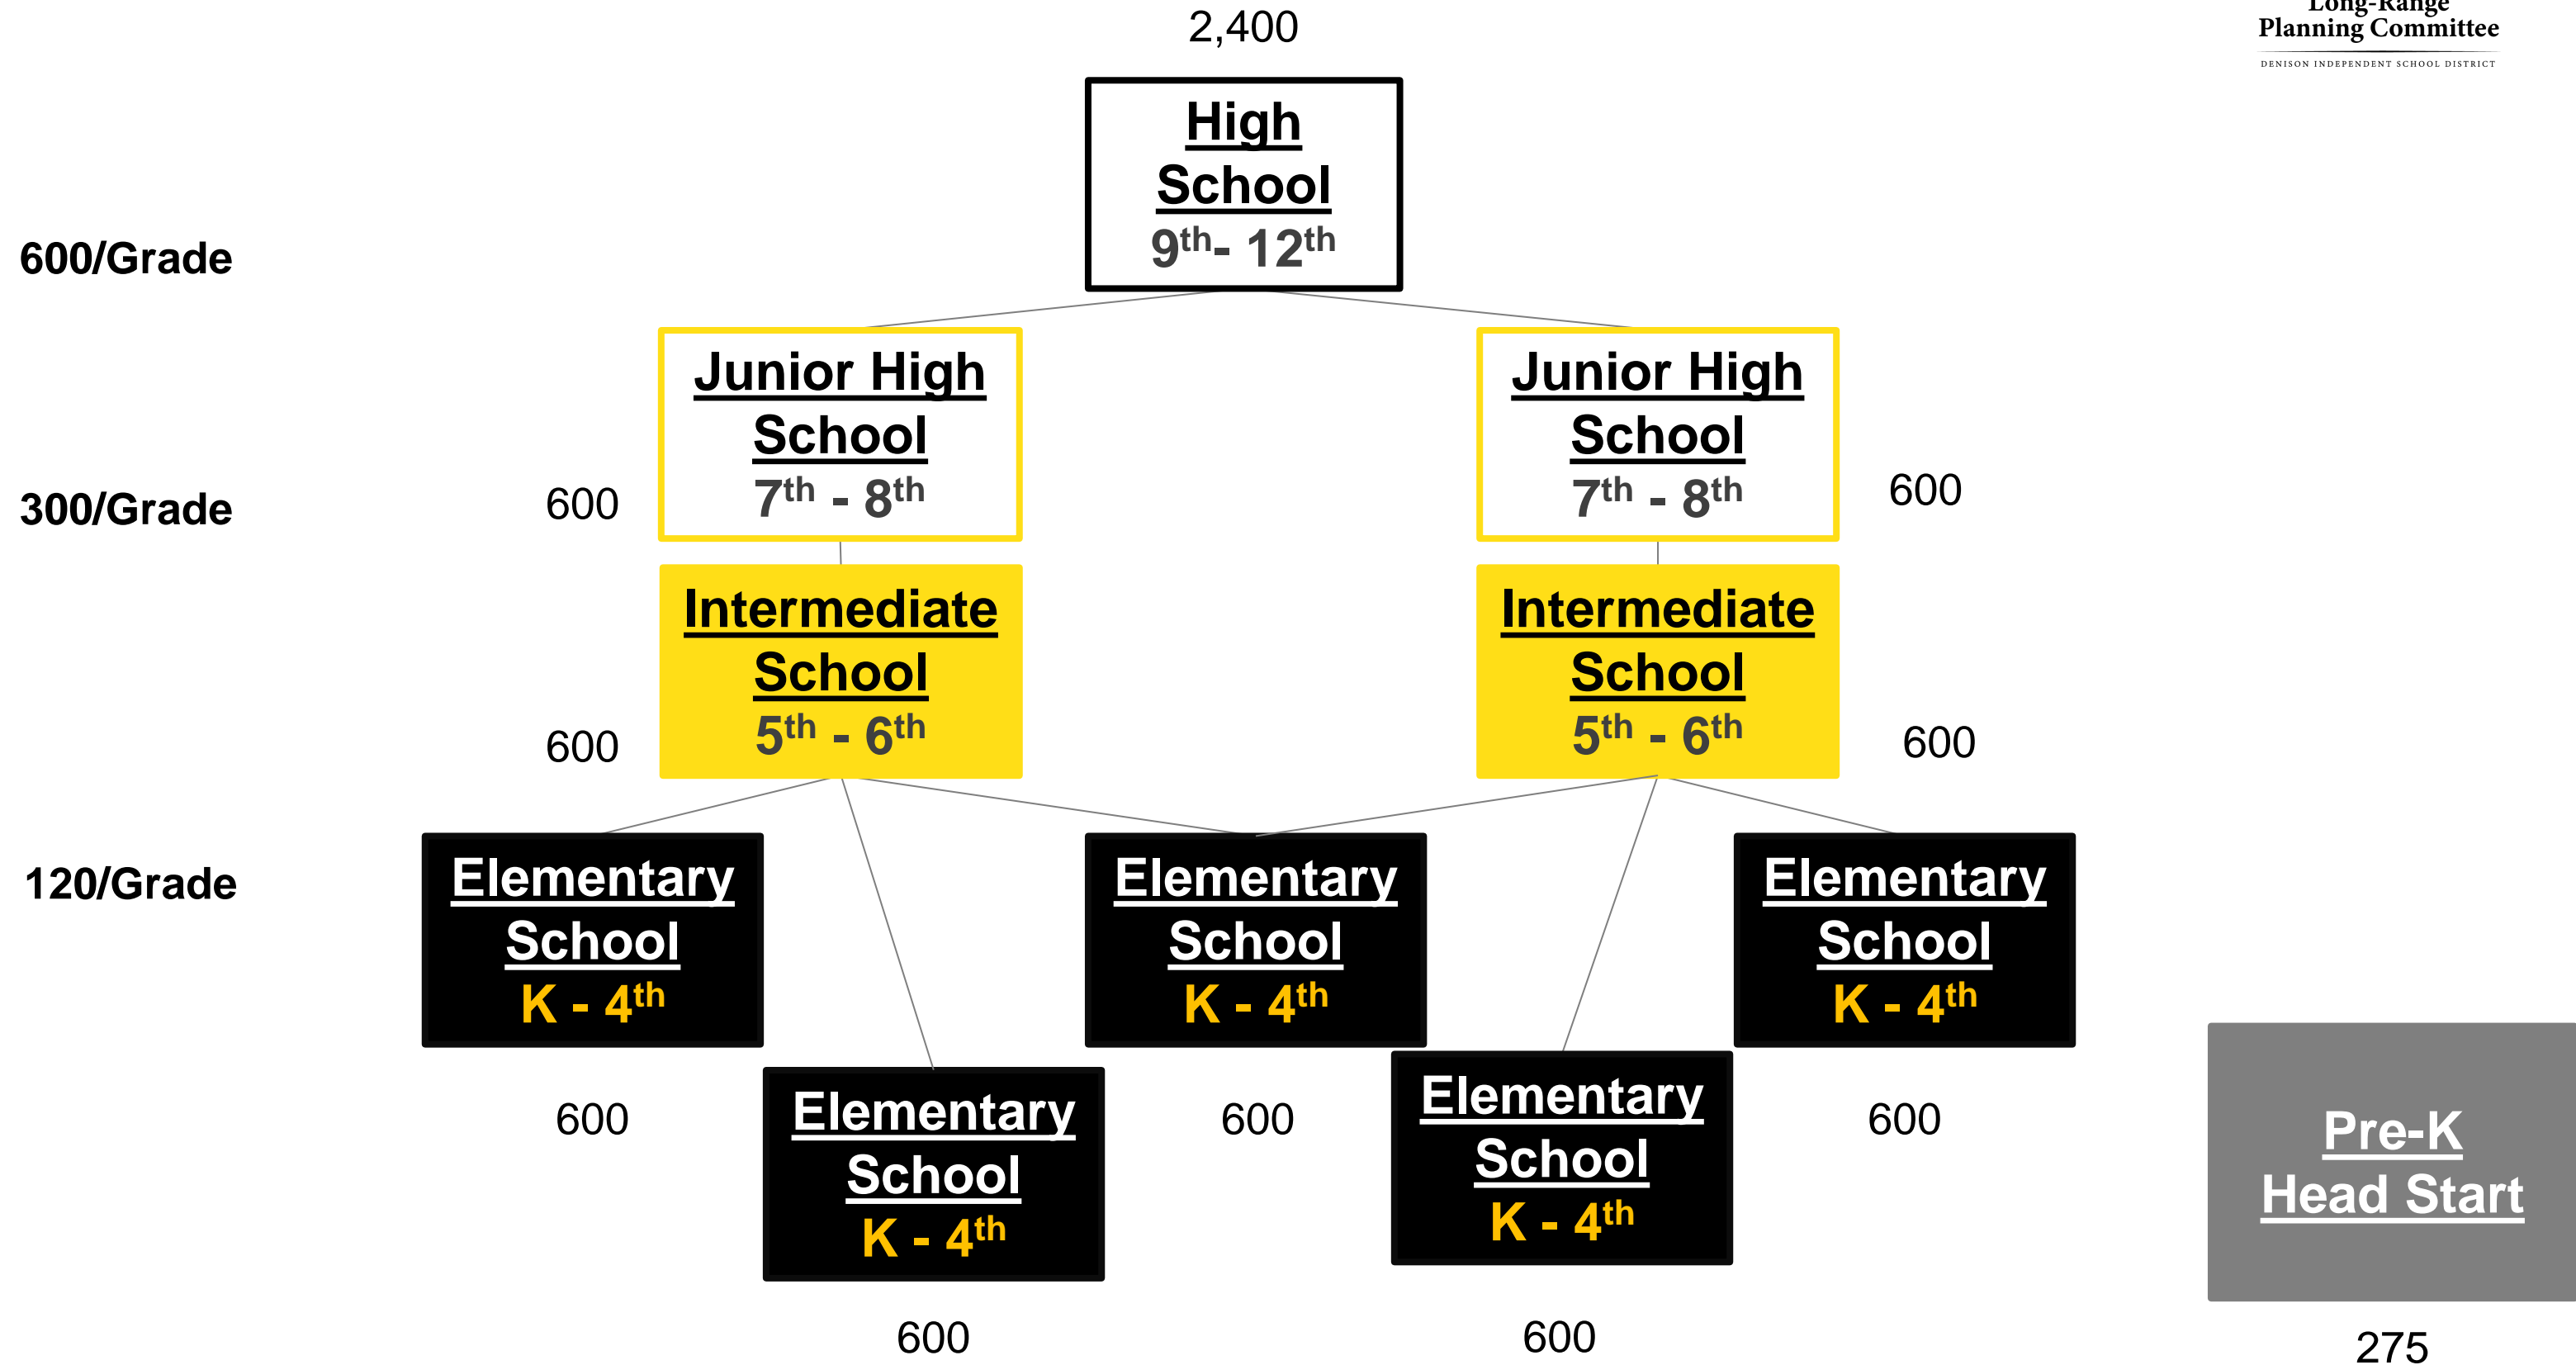 2,400
Long-Range
Planning Committee
DENISON INDEPENDENT SCHOOL DISTRICT
High
School
9th- 12th
600/Grade
Junior High
School
7th - 8th
Junior High
School
7th - 8th
300/Grade
600
600
Intermediate
School
5th - 6th
Intermediate
School
5th - 6th
600
600
120/Grade
Elementary
School
K - 4th
Elementary
School
K - 4th
Elementary
School
K - 4th
600
600
600
Elementary
School
K - 4th
Elementary
School
K - 4th
600
600
Pre-K
Head Start
275